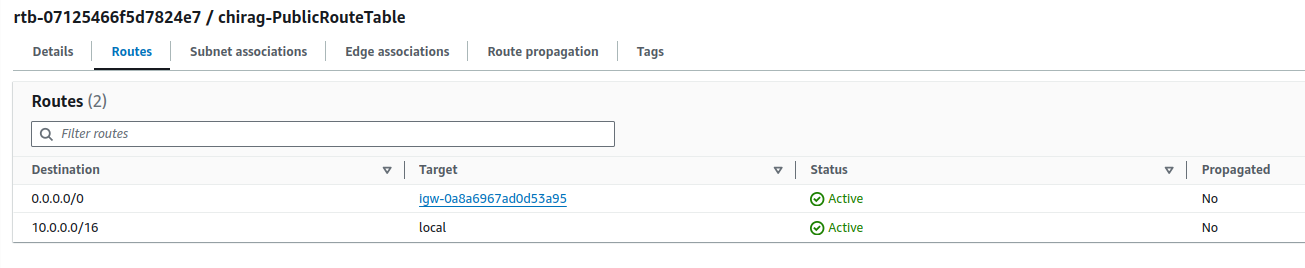 rtb-07125466f5d7824e7 / chirag-PublicRouteTable
Details Routes Subnet associations Edge associations Route propagation Tags
Routes (2)
Filter routes
Destination Target Status Propagated
0.0.0.0/0 igw-0a8a6967ad0d53a95 Active No
10.0.0.0/16 local Active No